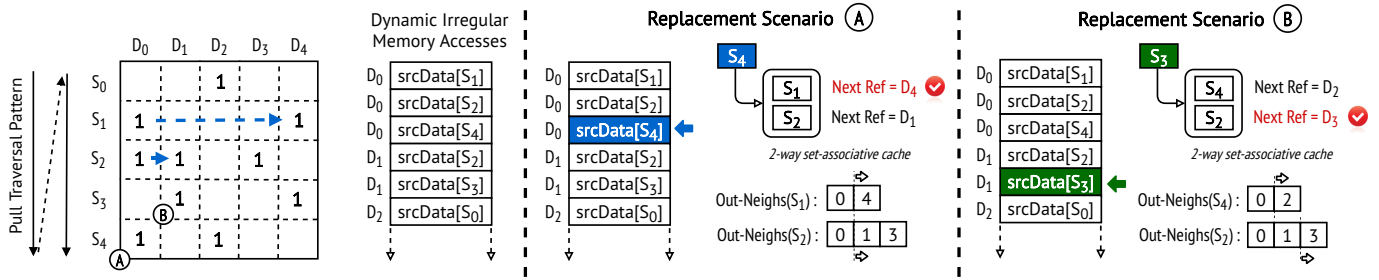 D0 D1 D2 D3 D4
Pull Traversal Pattern
S0 1
S1 1 1
S2 1 1 1
S3 1 1
S4 1 1
A
B
Dynamic Irregular
Memory Accesses
D0 srcData[S1]
D0 srcData[S2]
D0 srcData[S4]
D1 srcData[S2]
D1 srcData[S3]
D2 srcData[S0]
Replacement Scenario A
D0 srcData[S1]
D0 srcData[S2]
D0 srcData[S4]
D1 srcData[S2]
D1 srcData[S3]
D2 srcData[S0]
S4
S1 Next Ref = D4
S2 Next Ref = D1
2-way set-associative cache
Out-Neighs(S1) : 0 4
Out-Neighs(S2) : 0 1 3
Replacement Scenario B
D0 srcData[S1]
D0 srcData[S2]
D0 srcData[S4]
D1 srcData[S2]
D1 srcData[S3]
D2 srcData[S0]
S3
S4 Next Ref = D2
S2 Next Ref = D3
2-way set-associative cache
Out-Neighs(S4) : 0 2
Out-Neighs(S2) : 0 1 3